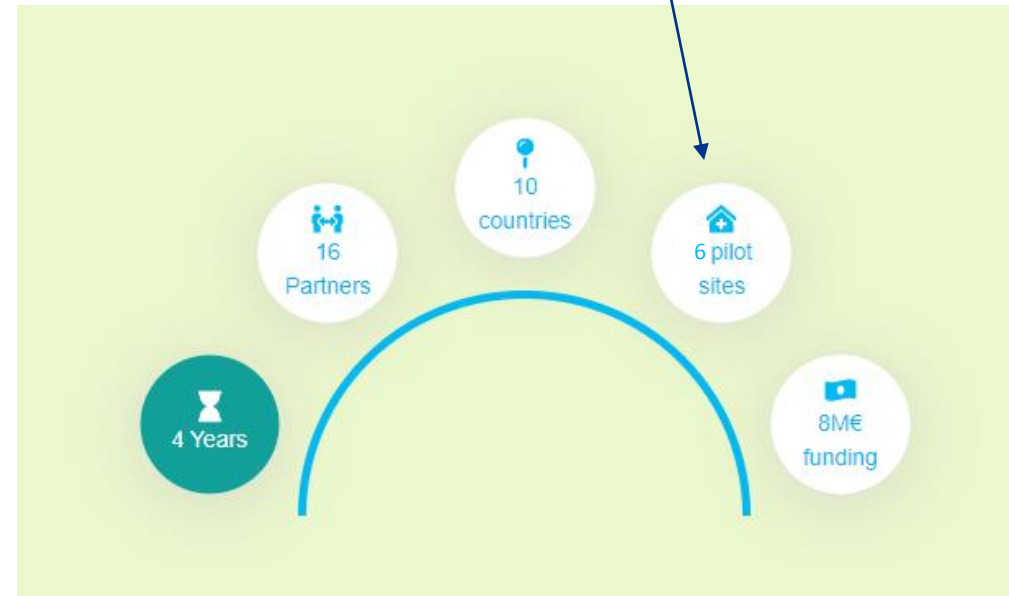 4 Years
16
Partners
10
countries
6 pilot
sites
8M€
funding